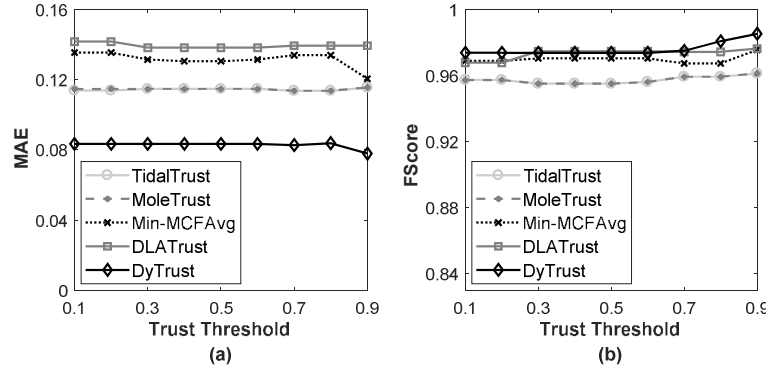 0.16
0.12
0.08
0.04
0
MAE
TidalTrust
MoleTrust
Min-MCFAvg
DLATrust
DyTrust
0.1 0.3 0.5 0.7 0.9
Trust Threshold
(a)
1
0.96
0.92
0.88
0.84
FScore
TidalTrust
MoleTrust
Min-MCFAvg
DLATrust
DyTrust
0.1 0.3 0.5 0.7 0.9
Trust Threshold
(b)